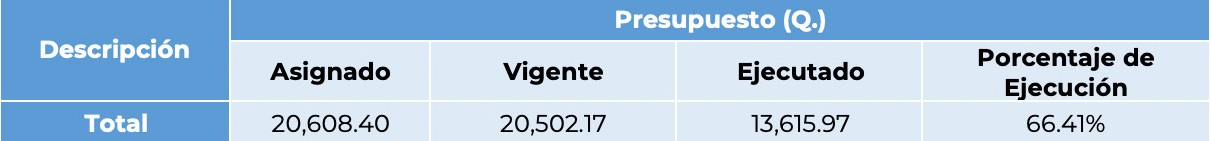 Descripción
Presupuesto (Q.)
Asignado
Vigente
Ejecutado
Porcentaje de
Ejecución
Total
20,608.40
20,502.17
13,615.97
66.41%